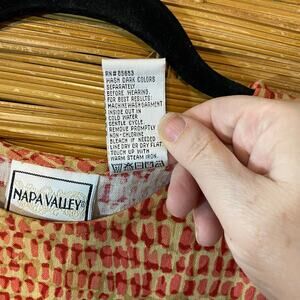 RN# 85653
WASH DARK COLORS
SEPARATELY
BEFORE WEARING.
FOR BEST RESULTS:
MACHINE WASH GARMENT
INSIDE OUT IN
COLD WATER
GENTLE CYCLE.
REMOVE PROMPTLY
NON-CHLORINE
BLEACH IF NEEDED
LINE DRY OR DRY FLAT
TOUCH UP WITH
WARM STEAM IRON.
NAPA VALLEY